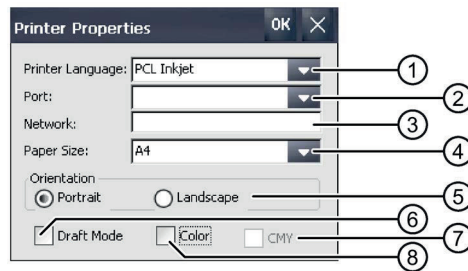 Printer Properties OK
Printer Language: PCL Inkjet 1
Port: 2
Network: 3
Paper Size: A4 4
Orientation
Portrait Landscape 5
6
Draft Mode Color CMY 7
8